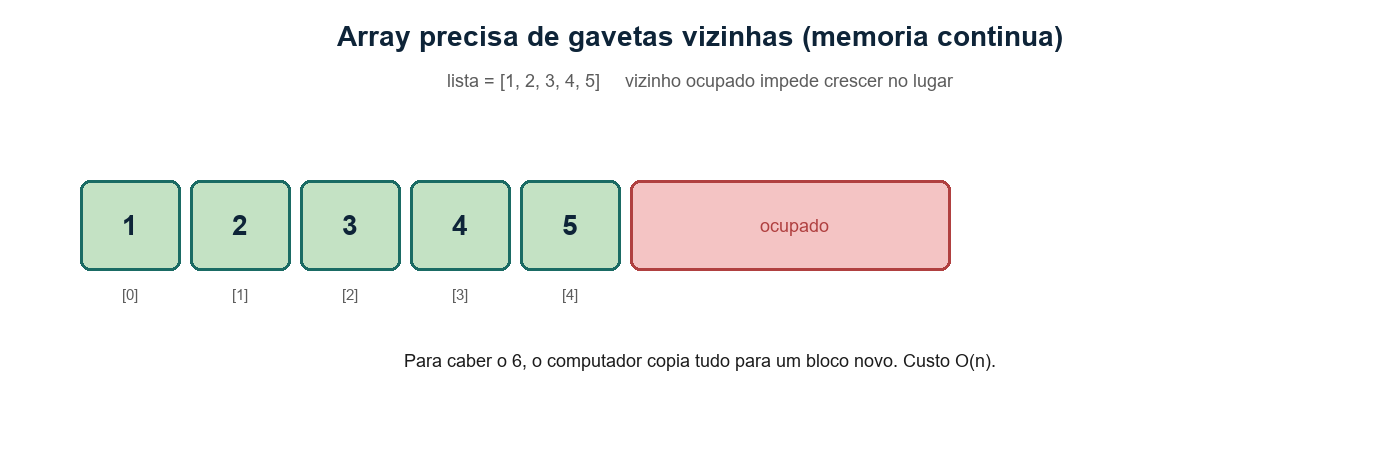 Array precisa de gavetas vizinhas (memoria continua)
lista = [1, 2, 3, 4, 5]     vizinho ocupado impede crescer no lugar
1 2 3 4 5 ocupado
[0] [1] [2] [3] [4]
Para caber o 6, o computador copia tudo para um bloco novo. Custo O(n).